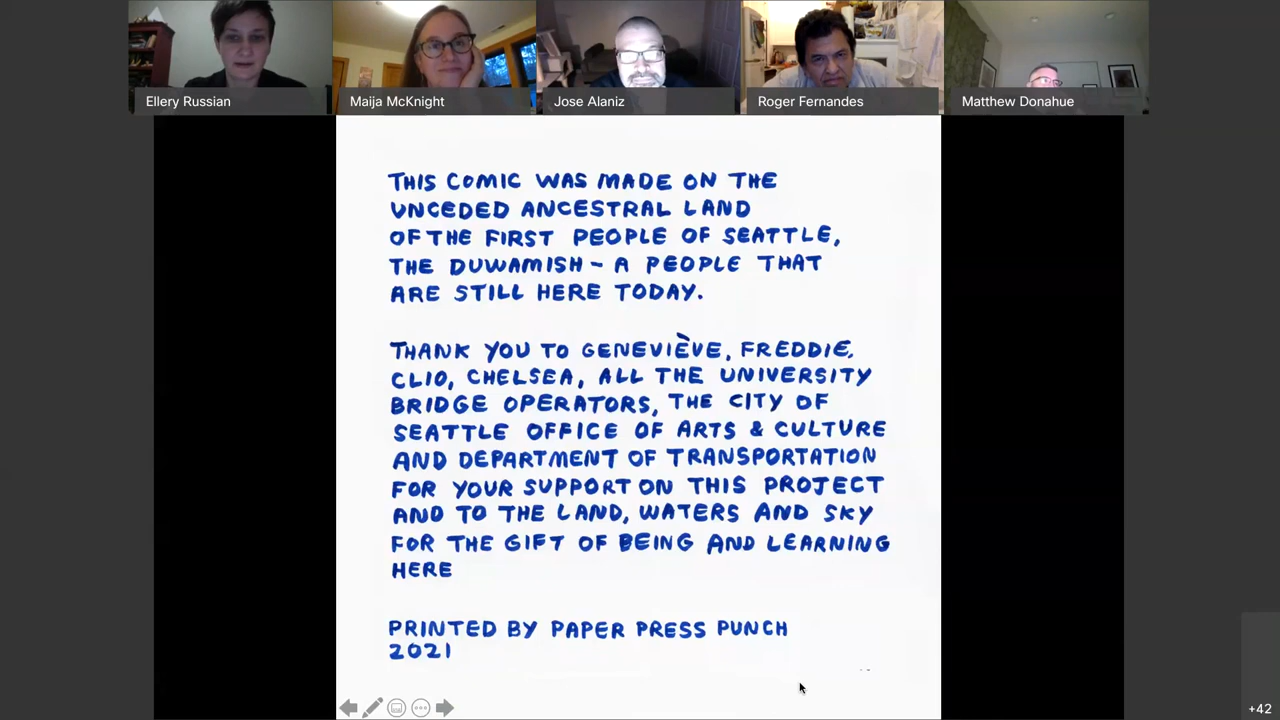 Ellery Russian
Maija McKnight
Jose Alaniz
Roger Fernandes
Matthew Donahue
THIS COMIC WAS MADE ON THE
UNCEDED ANCESTRAL LAND
OF THE FIRST PEOPLE OF SEATTLE,
THE DUWAMISH - A PEOPLE THAT
ARE STILL HERE TODAY.
THANK YOU TO GENEVIÈVE, FREDDIE,
CLIO, CHELSEA, ALL THE UNIVERSITY
BRIDGE OPERATORS, THE CITY OF
SEATTLE OFFICE OF ARTS & CULTURE
AND DEPARTMENT OF TRANSPORTATION
FOR YOUR SUPPORT ON THIS PROJECT
AND TO THE LAND, WATERS AND SKY
FOR THE GIFT OF BEING AND LEARNING
HERE
PRINTED BY PAPER PRESS PUNCH
2021
+42